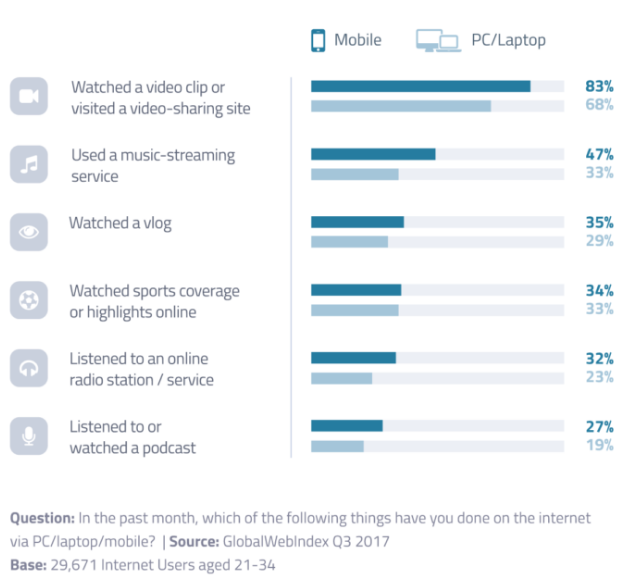 Mobile PC/Laptop
Watched a video clip or
visited a video-sharing site
83%
68%
Used a music-streaming
service
47%
33%
Watched a vlog
35%
29%
Watched sports coverage
or highlights online
34%
33%
Listened to an online
radio station / service
32%
23%
Listened to or
watched a podcast
27%
19%
Question: In the past month, which of the following things have you done on the internet
via PC/laptop/mobile? | Source: GlobalWebIndex Q3 2017
Base: 29,671 Internet Users aged 21-34